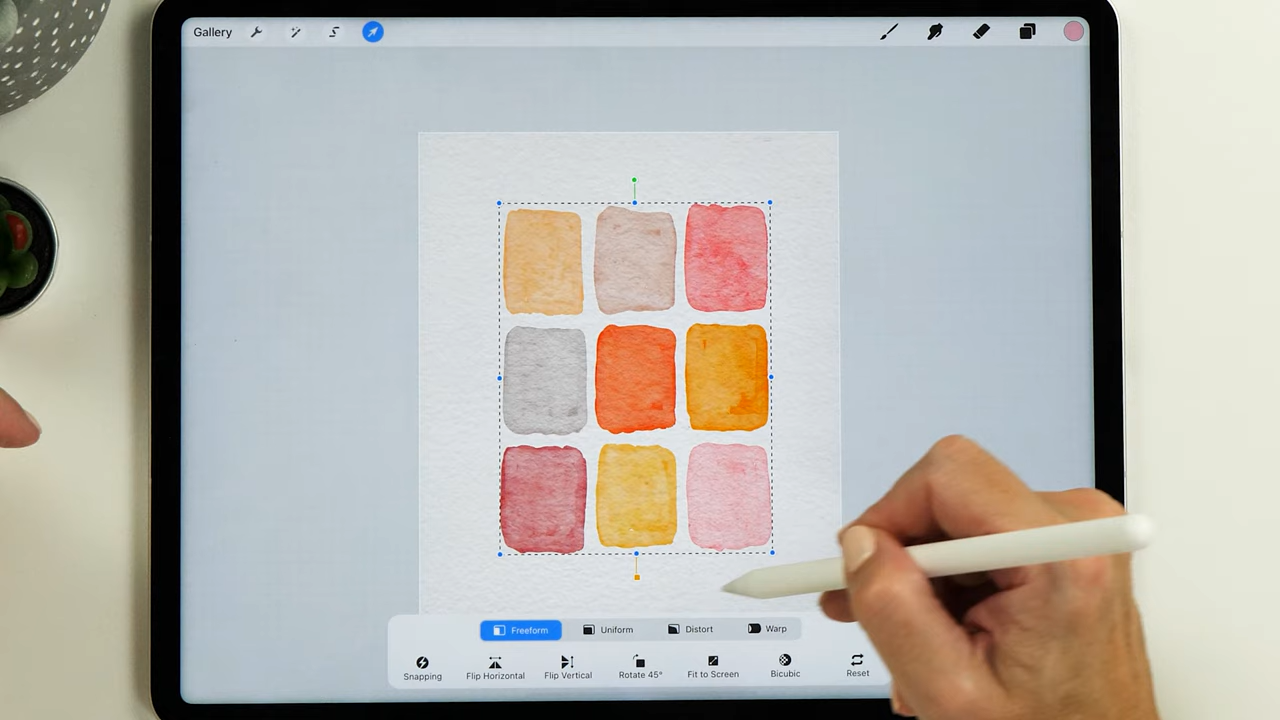 Gallery
Freeform Uniform Distort Warp
Snapping Flip Horizontal Flip Vertical Rotate 45° Fit to Screen Bicubic Reset